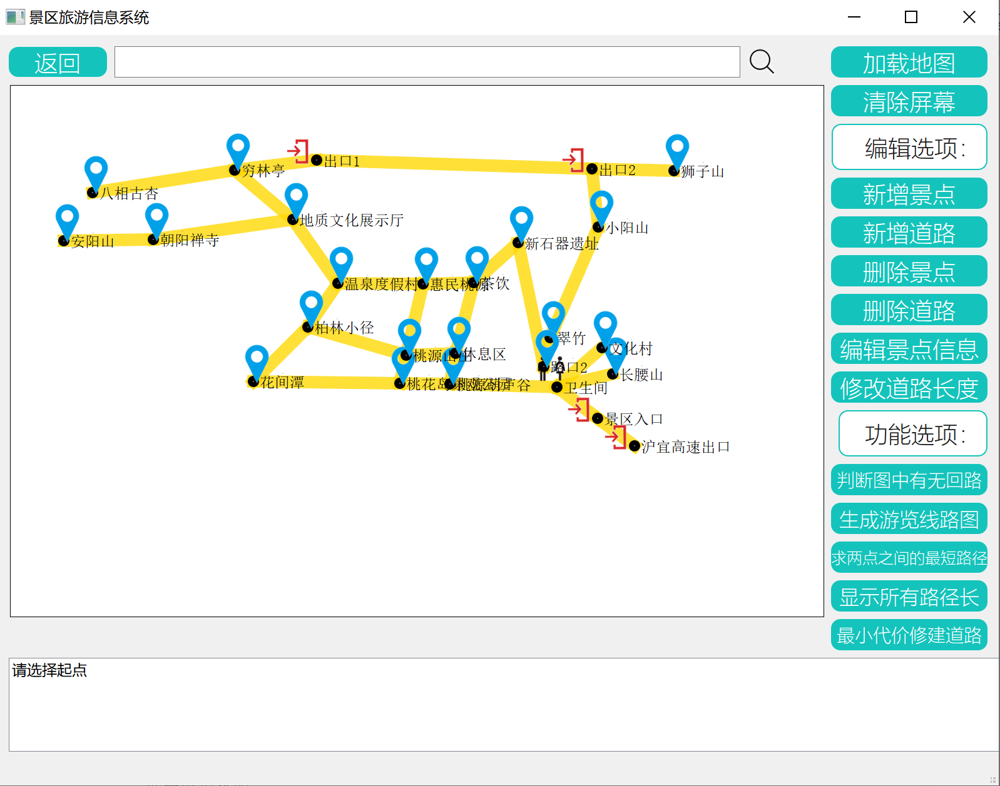 景区旅游信息系统
返回
加载地图
清除屏幕
编辑选项：
新增景点
新增道路
删除景点
删除道路
编辑景点信息
修改道路长度
功能选项：
判断图中有无回路
生成游览线路图
求两点之间的最短路径
显示所有路径长
最小代价修建道路
出口1
出口2
穷林亭
狮子山
八相古杏
地质文化展示厅
小阳山
安阳山
朝阳禅寺
新石器遗址
温泉度假村
惠民桃源
茶饮
柏林小径
翠竹
文化村
桃源山庄
休息区
路口2
长腰山
花间潭
桃花岛
葫芦谷
卫生间
景区入口
沪宜高速出口
请选择起点